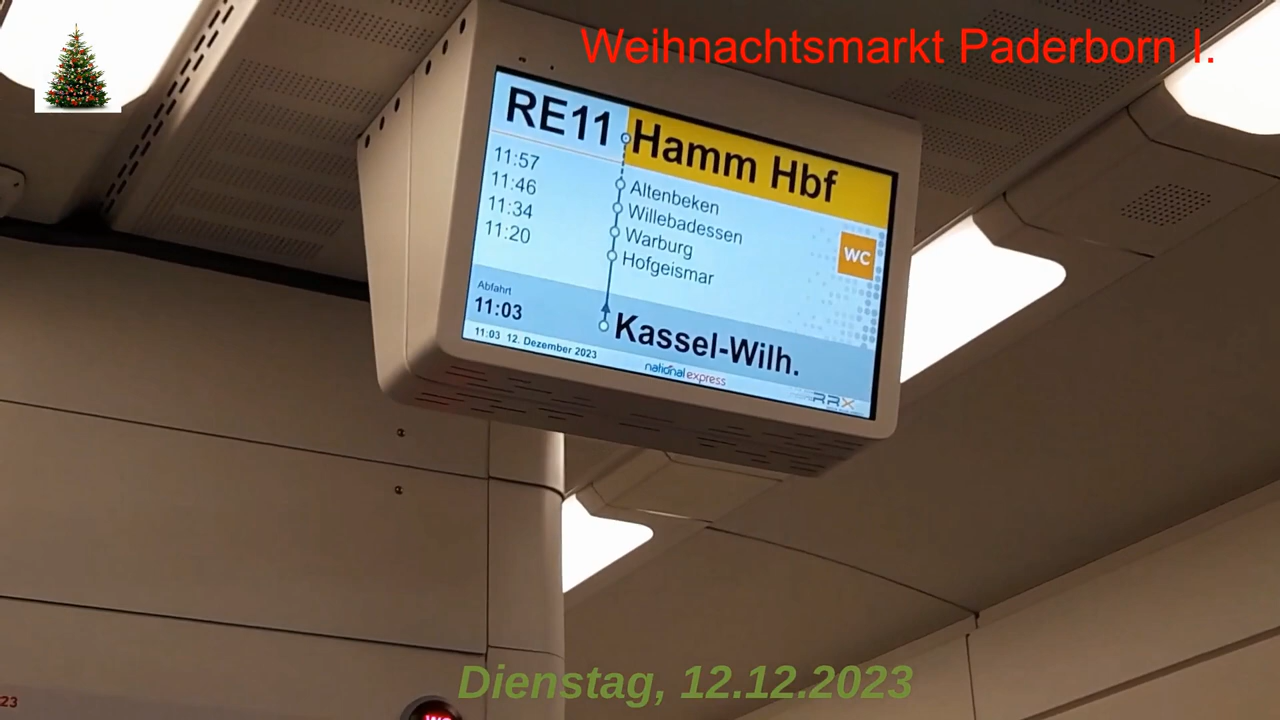 Weihnachtsmarkt Paderborn I.
RE11 Hamm Hbf
11:57 Altenbeken
11:46 Willebadessen
11:34 Warburg
11:20 Hofgeismar
WC
Abfahrt
11:03 Kassel-Wilh.
11:03 12. Dezember 2023
national express
RRX
Dienstag, 12.12.2023
23